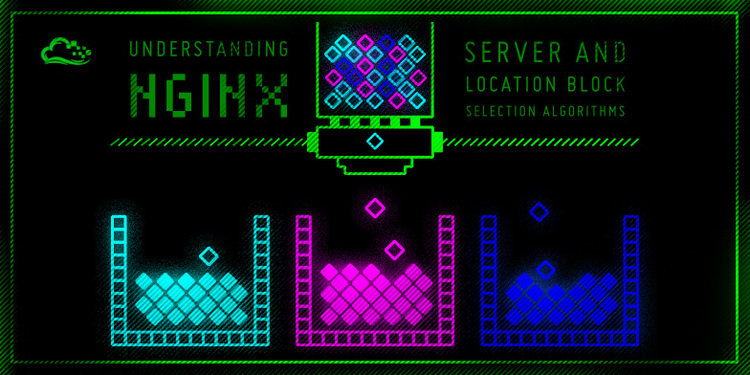 UNDERSTANDING
NGINX
SERVER AND
LOCATION BLOCK
SELECTION ALGORITHMS